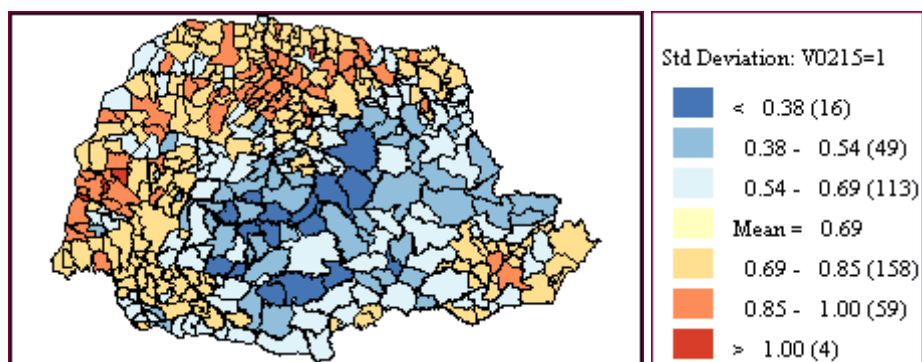 Std Deviation: V0215=1
< 0.38 (16)
0.38 - 0.54 (49)
0.54 - 0.69 (113)
Mean = 0.69
0.69 - 0.85 (158)
0.85 - 1.00 (59)
> 1.00 (4)